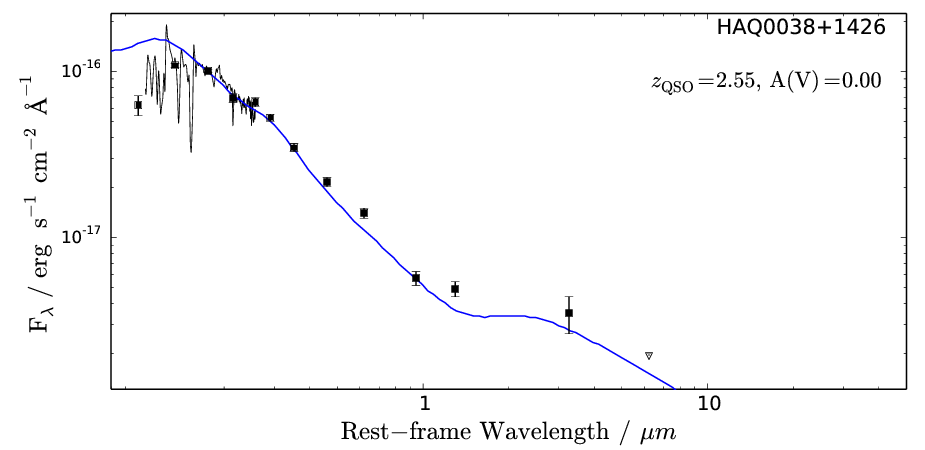 HAQ0038+1426
z_QSO=2.55, A(V)=0.00
10^-16
10^-17
F_λ / erg s^−1 cm^−2 Å^−1
1 10
Rest−frame Wavelength / μm